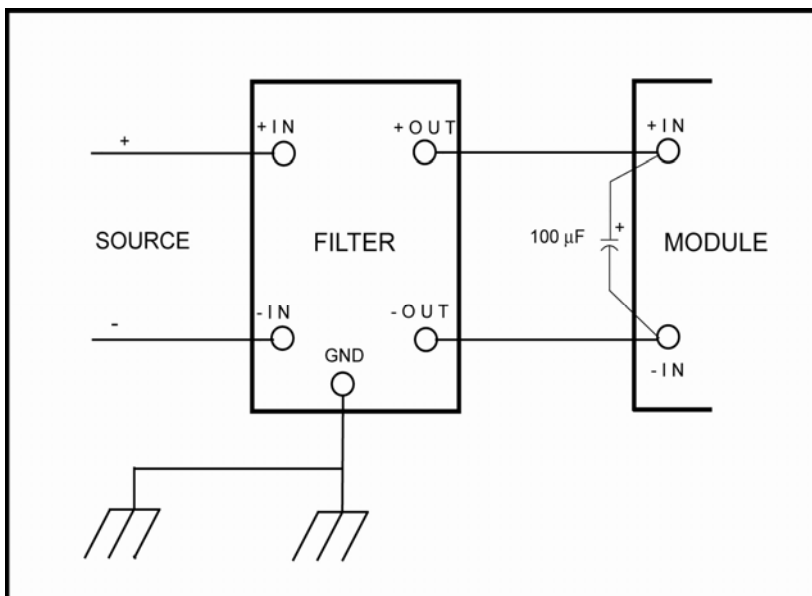 +
+IN
+OUT
+IN
SOURCE
FILTER
100 μF
+
MODULE
-
-IN
-OUT
GND
-IN